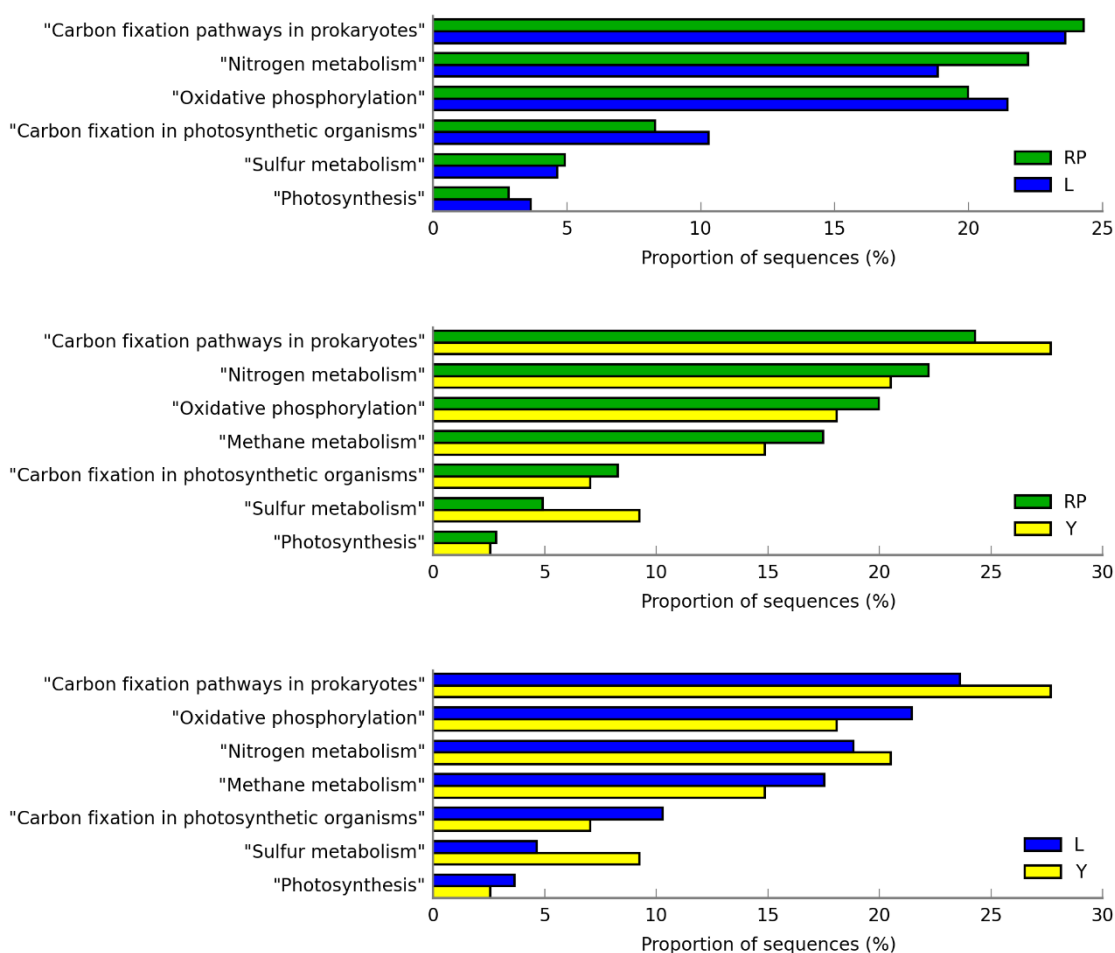 "Carbon fixation pathways in prokaryotes"
"Nitrogen metabolism"
"Oxidative phosphorylation"
"Carbon fixation in photosynthetic organisms"
"Sulfur metabolism"
"Photosynthesis"
RP
L
0 5 10 15 20 25
Proportion of sequences (%)
"Carbon fixation pathways in prokaryotes"
"Nitrogen metabolism"
"Oxidative phosphorylation"
"Methane metabolism"
"Carbon fixation in photosynthetic organisms"
"Sulfur metabolism"
"Photosynthesis"
RP
Y
0 5 10 15 20 25 30
Proportion of sequences (%)
"Carbon fixation pathways in prokaryotes"
"Oxidative phosphorylation"
"Nitrogen metabolism"
"Methane metabolism"
"Carbon fixation in photosynthetic organisms"
"Sulfur metabolism"
"Photosynthesis"
L
Y
0 5 10 15 20 25 30
Proportion of sequences (%)